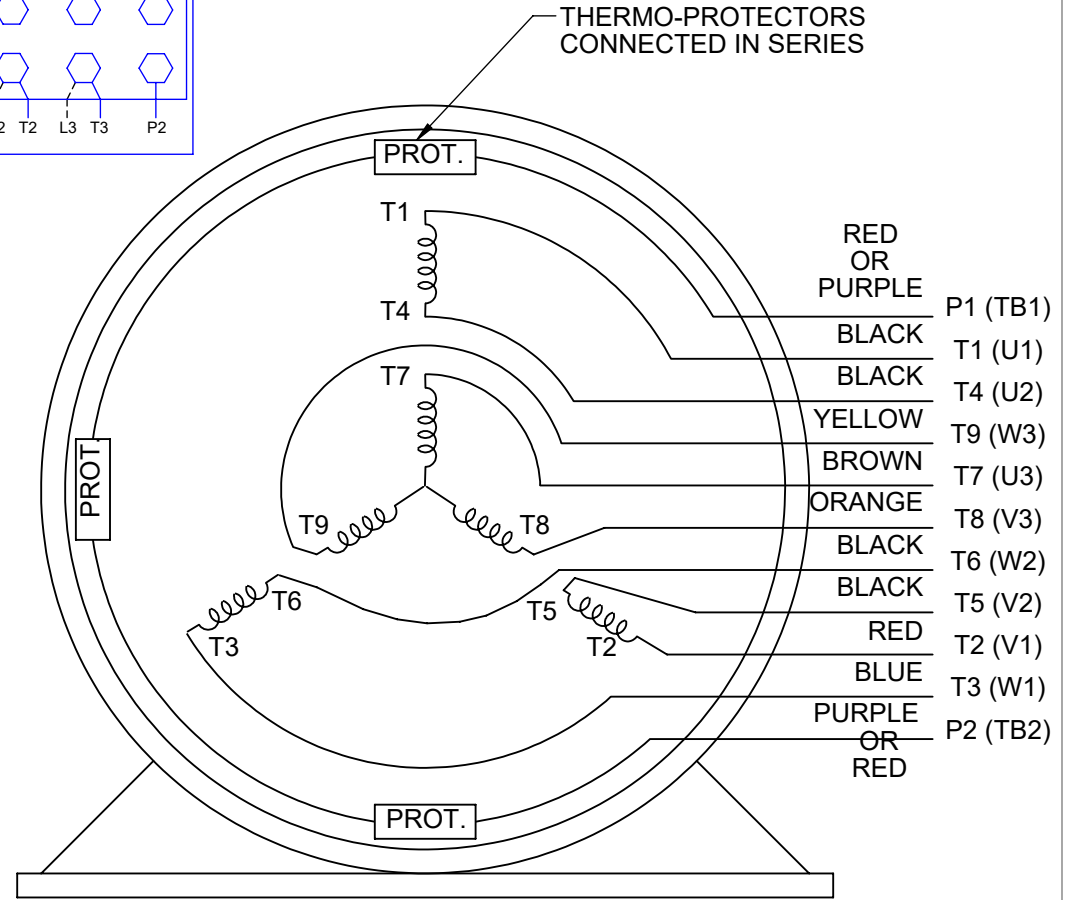 THERMO-PROTECTORS
CONNECTED IN SERIES
T2 L3 T3 P2
PROT.
T1
T4
T7
T9
T8
T6
T5
T3
T2
PROT.
PROT.
RED
OR
PURPLE
P1 (TB1)
BLACK
T1 (U1)
BLACK
T4 (U2)
YELLOW
T9 (W3)
BROWN
T7 (U3)
ORANGE
T8 (V3)
BLACK
T6 (W2)
BLACK
T5 (V2)
RED
T2 (V1)
BLUE
T3 (W1)
PURPLE
OR
RED
P2 (TB2)